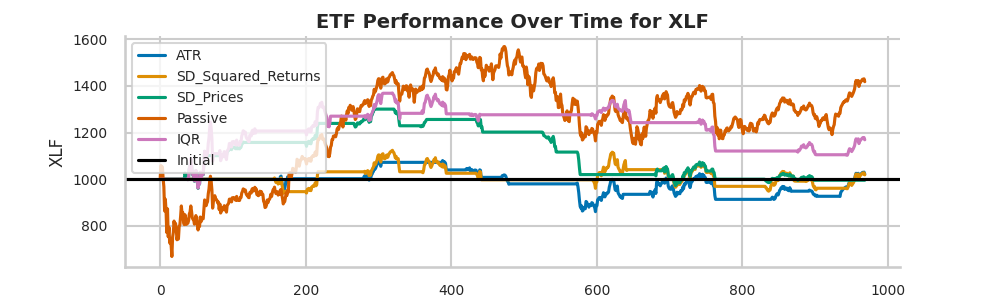 ETF Performance Over Time for XLF
1600
1400
1200
1000
800
XLF
ATR
SD_Squared_Returns
SD_Prices
Passive
IQR
Initial
0
200
400
600
800
1000